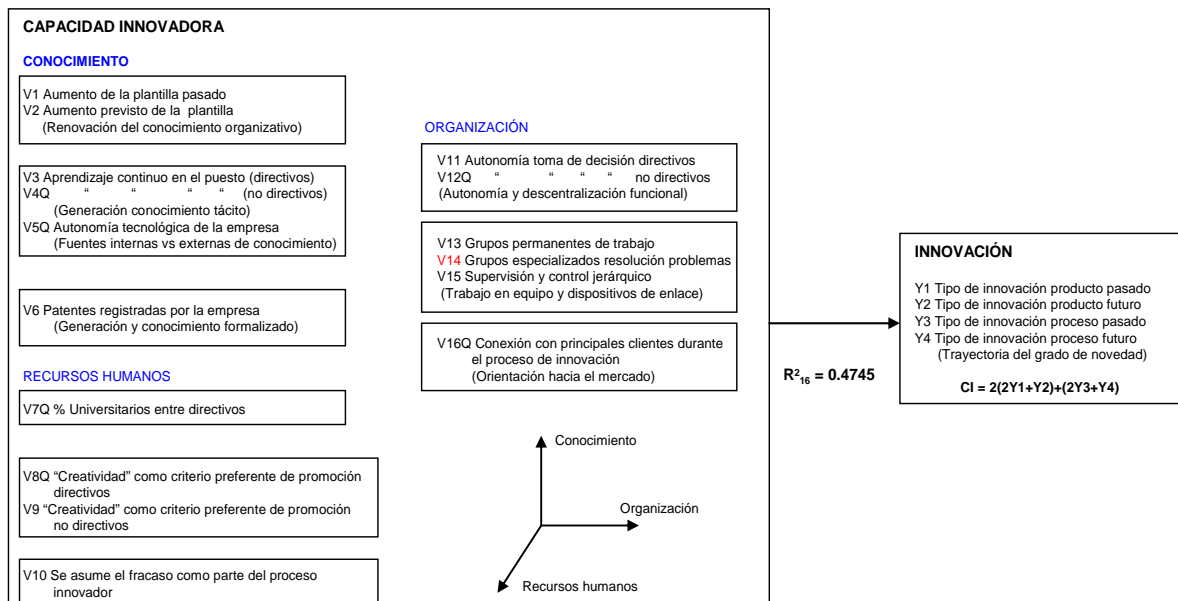 CAPACIDAD INNOVADORA
CONOCIMIENTO
V1 Aumento de la plantilla pasado
V2 Aumento previsto de la plantilla
(Renovación del conocimiento organizativo)
V3 Aprendizaje continuo en el puesto (directivos)
V4Q “ “ “ “ (no directivos)
(Generación conocimiento tácito)
V5Q Autonomía tecnológica de la empresa
(Fuentes internas vs externas de conocimiento)
V6 Patentes registradas por la empresa
(Generación y conocimiento formalizado)
RECURSOS HUMANOS
V7Q % Universitarios entre directivos
V8Q “Creatividad” como criterio preferente de promoción
directivos
V9 “Creatividad” como criterio preferente de promoción
no directivos
V10 Se asume el fracaso como parte del proceso
innovador
ORGANIZACIÓN
V11 Autonomía toma de decisión directivos
V12Q “ “ “ “ no directivos
(Autonomía y descentralización funcional)
V13 Grupos permanentes de trabajo
V14 Grupos especializados resolución problemas
V15 Supervisión y control jerárquico
(Trabajo en equipo y dispositivos de enlace)
V16Q Conexión con principales clientes durante
el proceso de innovación
(Orientación hacia el mercado)
Conocimiento
Organización
Recursos humanos
R²₁₆ = 0.4745
INNOVACIÓN
Y1 Tipo de innovación producto pasado
Y2 Tipo de innovación producto futuro
Y3 Tipo de innovación proceso pasado
Y4 Tipo de innovación proceso futuro
(Trayectoria del grado de novedad)
CI = 2(2Y1+Y2)+(2Y3+Y4)